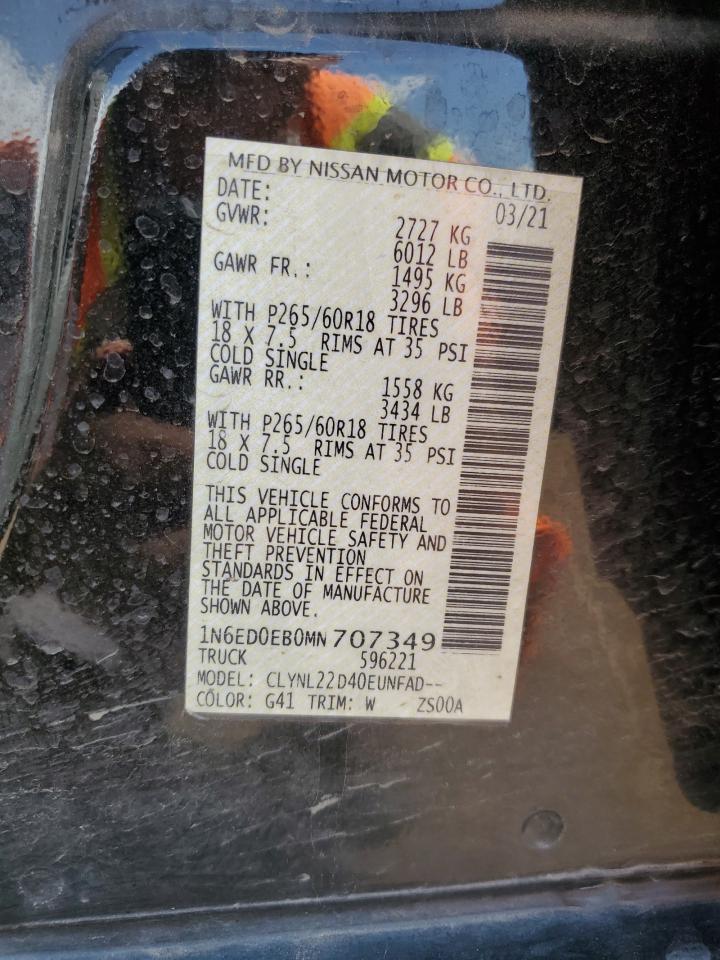 MFD BY NISSAN MOTOR CO., LTD.
DATE: 03/21
GVWR: 2727 KG
6012 LB
GAWR FR.: 1495 KG
3296 LB
WITH P265/60R18 TIRES
18 X 7.5 RIMS AT 35 PSI
COLD SINGLE
GAWR RR.: 1558 KG
3434 LB
WITH P265/60R18 TIRES
18 X 7.5 RIMS AT 35 PSI
COLD SINGLE
THIS VEHICLE CONFORMS TO
ALL APPLICABLE FEDERAL
MOTOR VEHICLE SAFETY AND
THEFT PREVENTION
STANDARDS IN EFFECT ON
THE DATE OF MANUFACTURE
SHOWN ABOVE.
1N6ED0EB0MN707349
TRUCK 596221
MODEL: CLYNL22D40EUNFAD--
COLOR: G41 TRIM: W ZS00A